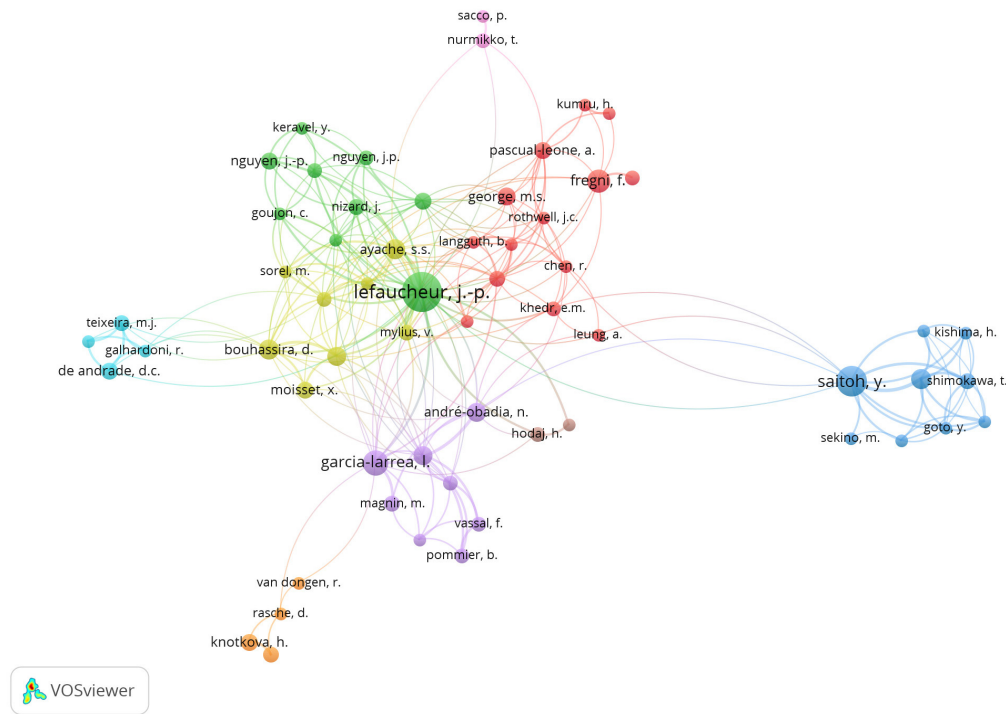 sacco, p.
nurmikko, t.
kumru, h.
keravel, y.
pascual-leone, a.
nguyen, j.-p.
nguyen, j.p.
fregni, f.
george, m.s.
goujon, c.
nizard, j.
rothwell, j.c.
langguth, b.
ayache, s.s.
sorel, m.
chen, r.
lefaucheur, j.-p.
khedr, e.m.
teixeira, m.j.
mylius, v.
leung, a.
kishima, h.
galhardoni, r.
bouhassira, d.
de andrade, d.c.
saitoh, y.
shimokawa, t.
moisset, x.
andré-obadia, n.
hodaj, h.
goto, y.
sekino, m.
garcia-larrea, l.
magnin, m.
vassal, f.
pommier, b.
van dongen, r.
rasche, d.
knotkova, h.
VOSviewer